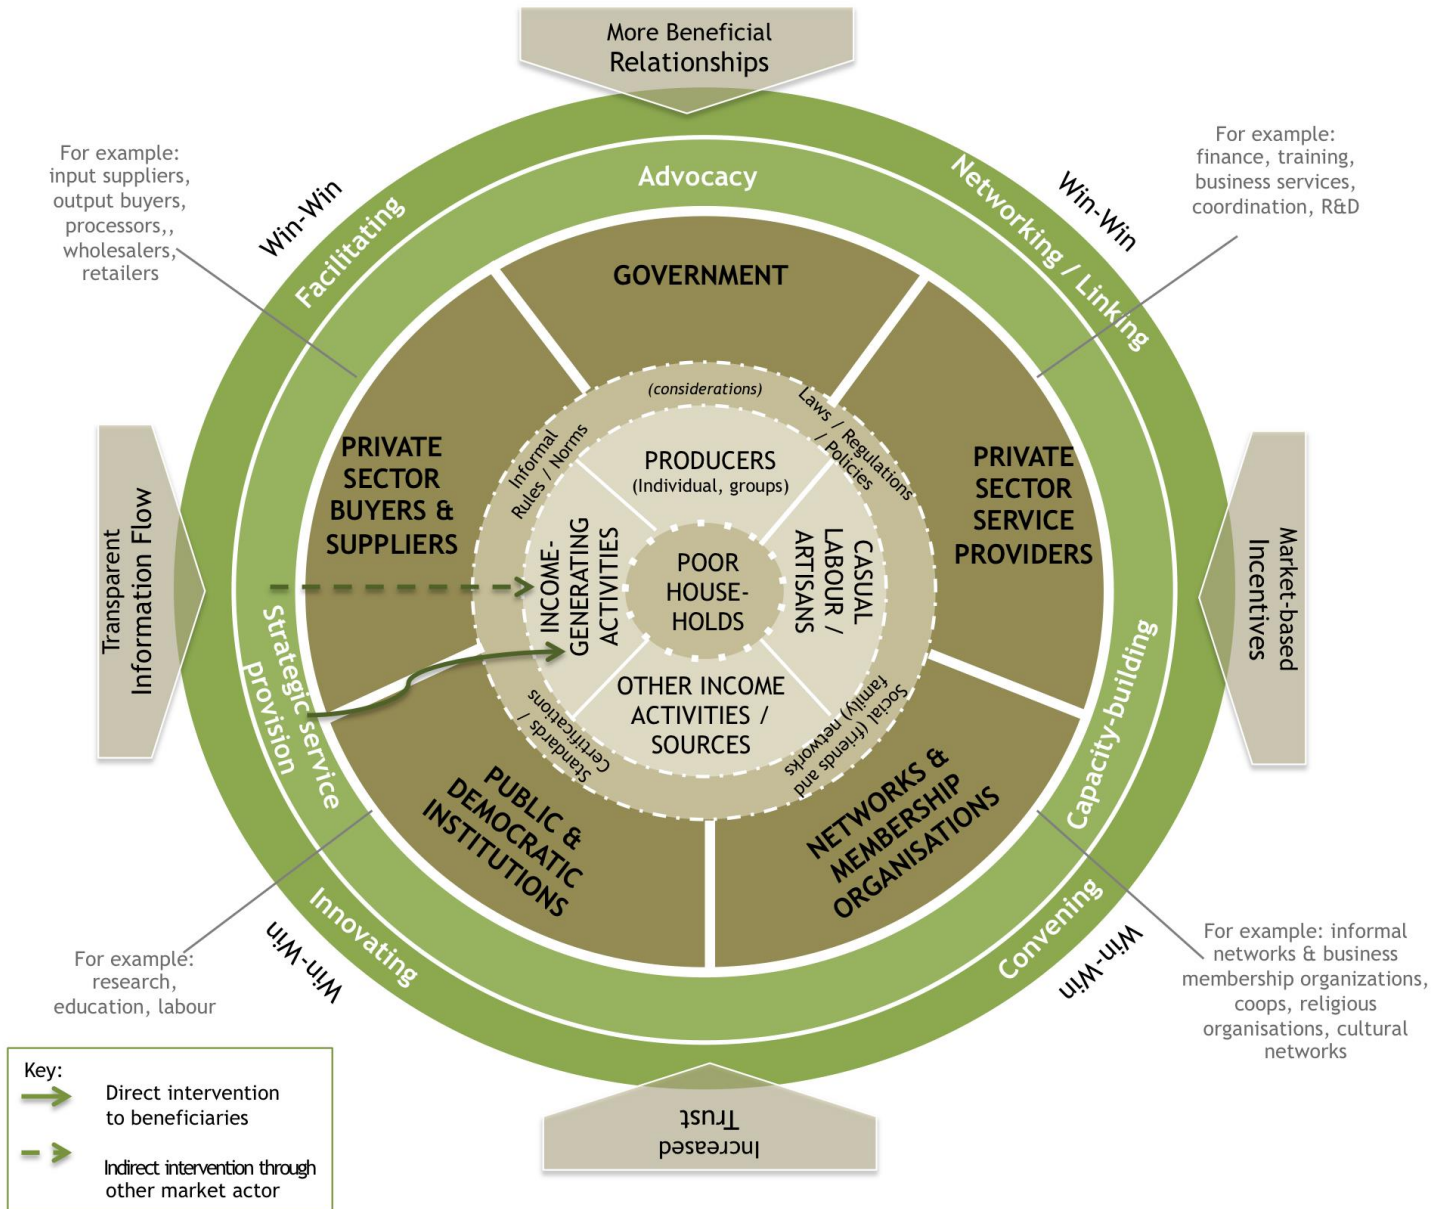 More Beneficial
Relationships
For example:
input suppliers,
output buyers,
processors,,
wholesalers,
retailers
Win-Win
Facilitating
Advocacy
Networking / Linking
Win-Win
For example:
finance, training,
business services,
coordination, R&D
GOVERNMENT
(considerations)
Informal
Rules / Norms
Laws / Regulations
/ Policies
PRIVATE
SECTOR
BUYERS &
SUPPLIERS
PRODUCERS
(Individual, groups)
PRIVATE
SECTOR
SERVICE
PROVIDERS
Transparent
Information Flow
INCOME-
GENERATING
ACTIVITIES
POOR
HOUSE-
HOLDS
CASUAL
LABOUR /
ARTISANS
Market-based
Incentives
Strategic service
provision
OTHER INCOME
ACTIVITIES /
SOURCES
Standards /
Certifications
Social (friends and
family) networks
Capacity-building
PUBLIC &
DEMOCRATIC
INSTITUTIONS
NETWORKS &
MEMBERSHIP
ORGANISATIONS
Innovating
Convening
Win-Win
Win-Win
For example:
research,
education, labour
For example: informal
networks & business
membership organizations,
coops, religious
organisations, cultural
networks
Increased
Trust
Key:
Direct intervention
to beneficiaries
Indirect intervention through
other market actor